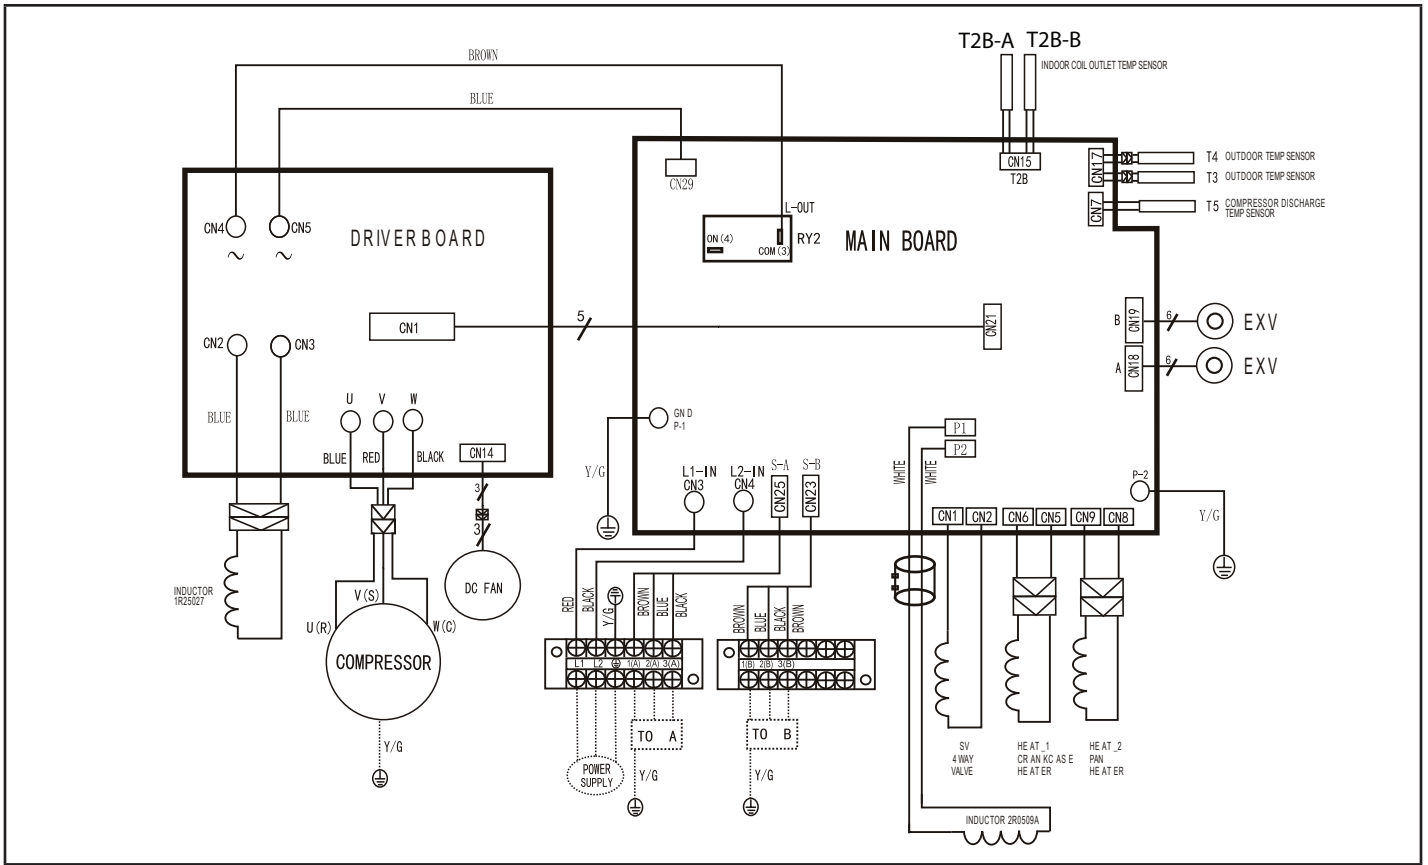 T2B-A T2B-B
INDOOR COIL OUTLET TEMP SENSOR
BROWN
BLUE
CN15
T2B
CN17
T4 OUTDOOR TEMP SENSOR
T3 OUTDOOR TEMP SENSOR
CN7
T5 COMPRESSOR DISCHARGE
TEMP SENSOR
CN29
L-OUT
ON(4)
COM(3)
RY2
MAIN BOARD
CN4
CN5
DRIVER BOARD
CN1
5
CN21
B
CN19
6
EXV
A
CN18
6
EXV
CN2
CN3
BLUE
BLUE
U V W
BLUE
RED
BLACK
CN14
3
3
GND
P-1
Y/G
P1
P2
WHITE
WHITE
L1-IN
CN3
L2-IN
CN4
S-A
CN25
S-B
CN23
P-2
Y/G
CN1
CN2
CN6
CN5
CN9
CN8
INDUCTOR
1R25027
DC FAN
V(S)
U(R)
W(C)
COMPRESSOR
Y/G
RED
BLACK
Y/G
BROWN
BLUE
BLACK
BROWN
BLUE
BLACK
BROWN
L1 L2 1(A) 2(A) 3(A)
1(B) 2(B) 3(B)
TO A
TO B
POWER
SUPPLY
Y/G
Y/G
SV
4 WAY
VALVE
HEAT_1
CRANKCASE
HEATER
HEAT_2
PAN
HEATER
INDUCTOR 2R0509A